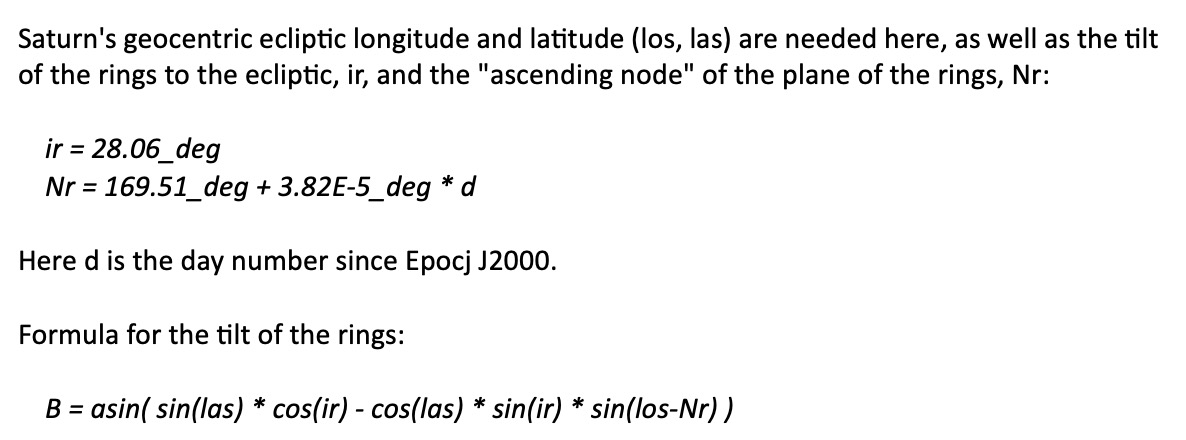 Saturn's geocentric ecliptic longitude and latitude (los, las) are needed here, as well as the tilt
of the rings to the ecliptic, ir, and the "ascending node" of the plane of the rings, Nr:
ir = 28.06_deg
Nr = 169.51_deg + 3.82E-5_deg * d
Here d is the day number since Epocj J2000.
Formula for the tilt of the rings:
B = asin( sin(las) * cos(ir) - cos(las) * sin(ir) * sin(los-Nr) )